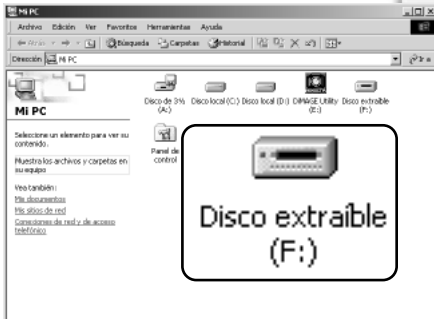 Mi PC
Archivo Edición Ver Favoritos Herramientas Ayuda
Atrás Búsqueda Carpetas Historial
Dirección Mi PC Ir a
Mi PC
Seleccione un elemento para ver su
contenido.
Muestra los archivos y carpetas en
su equipo
Vea también:
Mis documentos
Mis sitios de red
Conexiones de red y de acceso
telefónico
Disco de 3½
(A:)
Disco local (C:)
Disco local (D:)
DiMAGE Utility
(E:)
Disco extraíble
(F:)
Panel de
control
Disco extraíble
(F:)